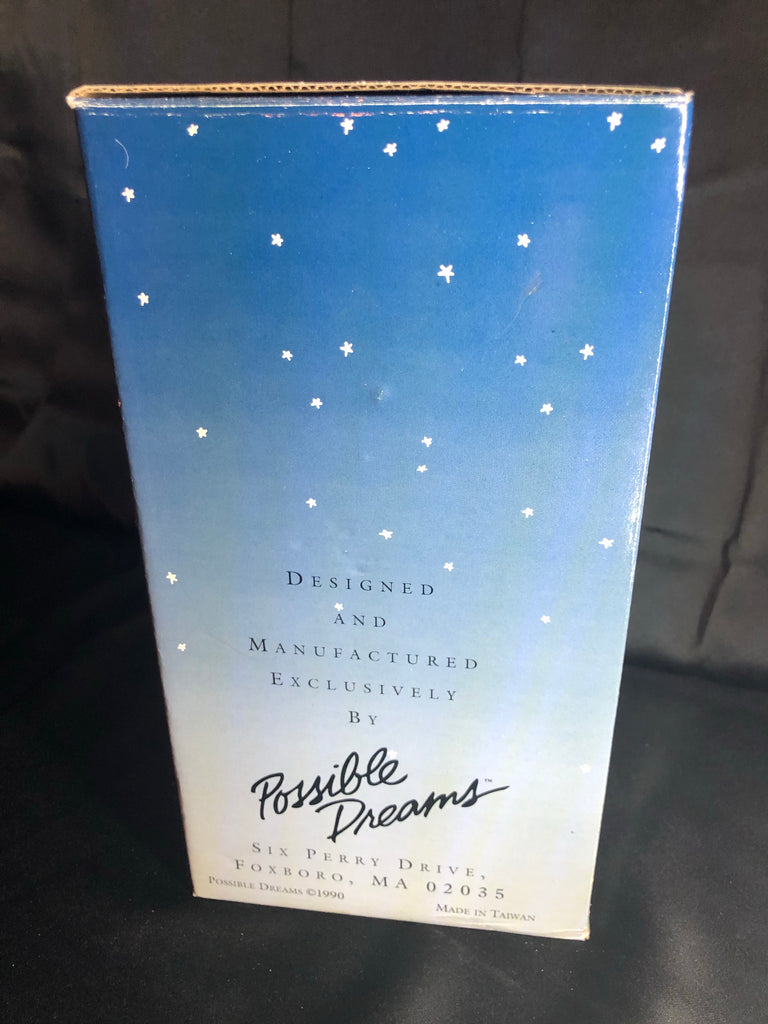 Designed
and
Manufactured
Exclusively
By
Possible
Dreams™
Six Perry Drive,
Foxboro, MA 02035
Possible Dreams ©1990
Made in Taiwan